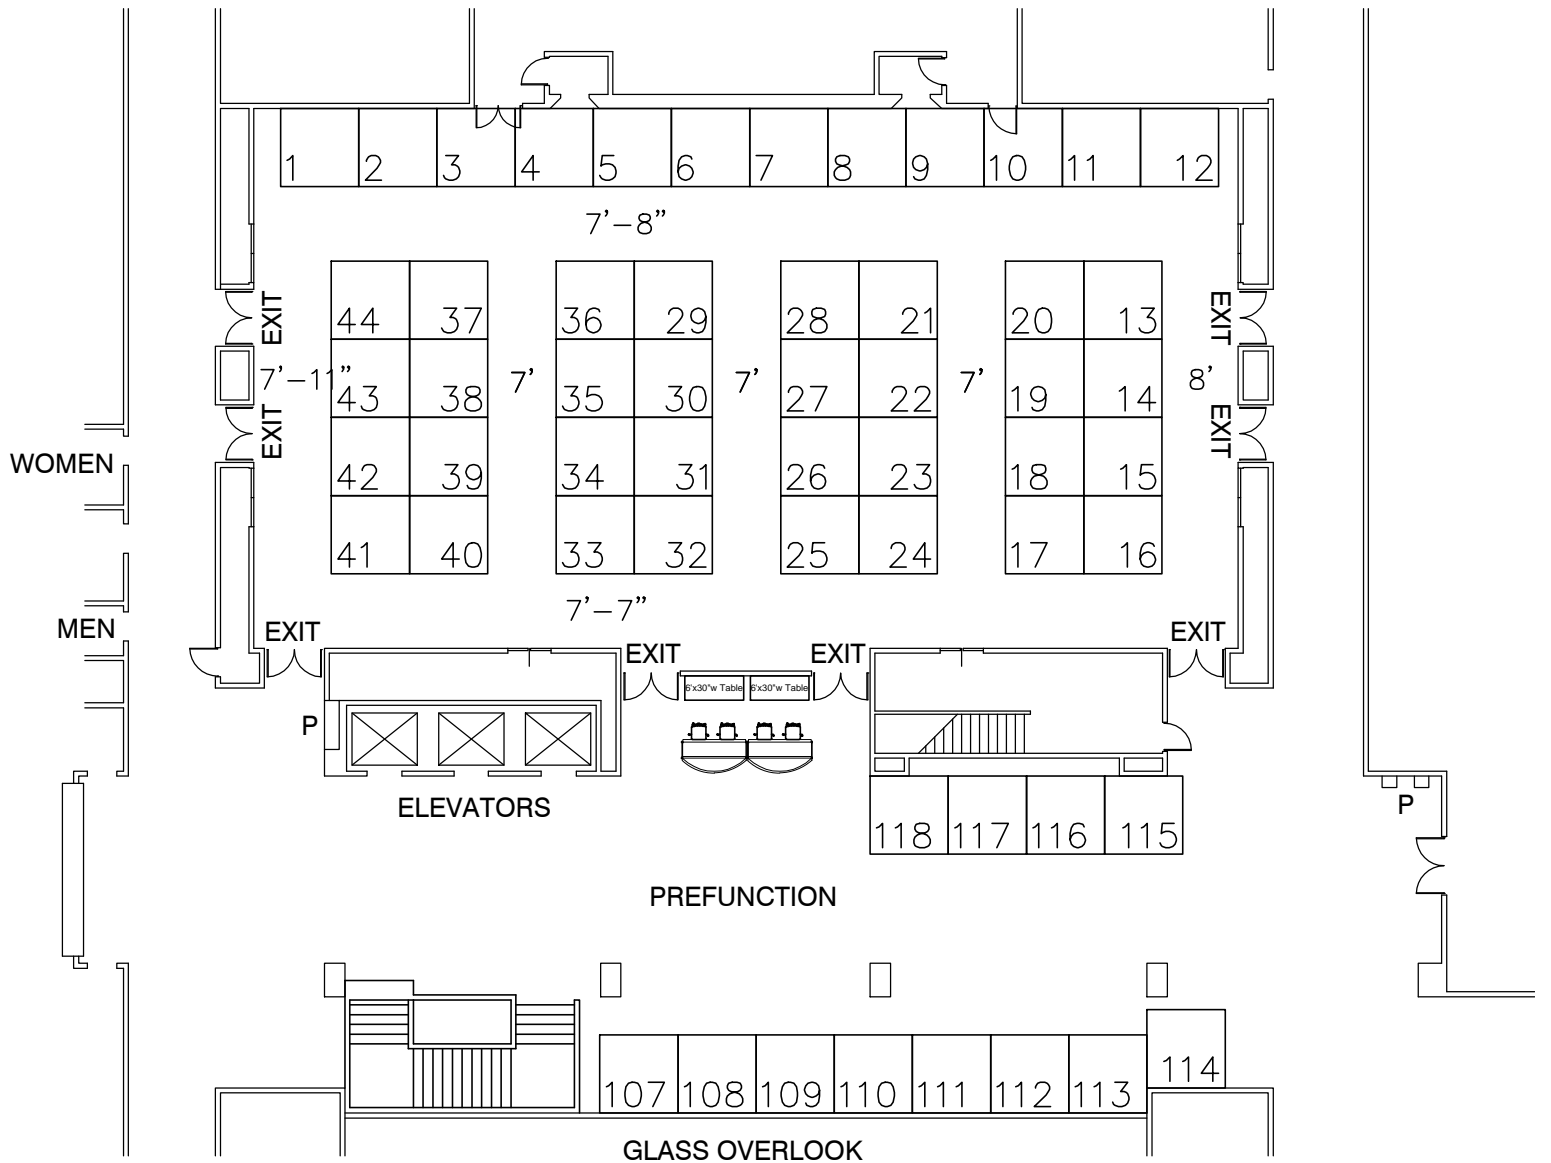 1 2 3 4 5 6 7 8 9 10 11 12
7'-8"
44 37 36 29 28 21 20 13
EXIT EXIT
7'-11" 7' 7' 7' 8'
43 38 35 30 27 22 19 14
EXIT EXIT
WOMEN
42 39 34 31 26 23 18 15
41 40 33 32 25 24 17 16
7'-7"
MEN
EXIT EXIT EXIT EXIT
6'x30"w Table 6'x30"w Table
P
ELEVATORS
P
118 117 116 115
PREFUNCTION
114
107 108 109 110 111 112 113
GLASS OVERLOOK